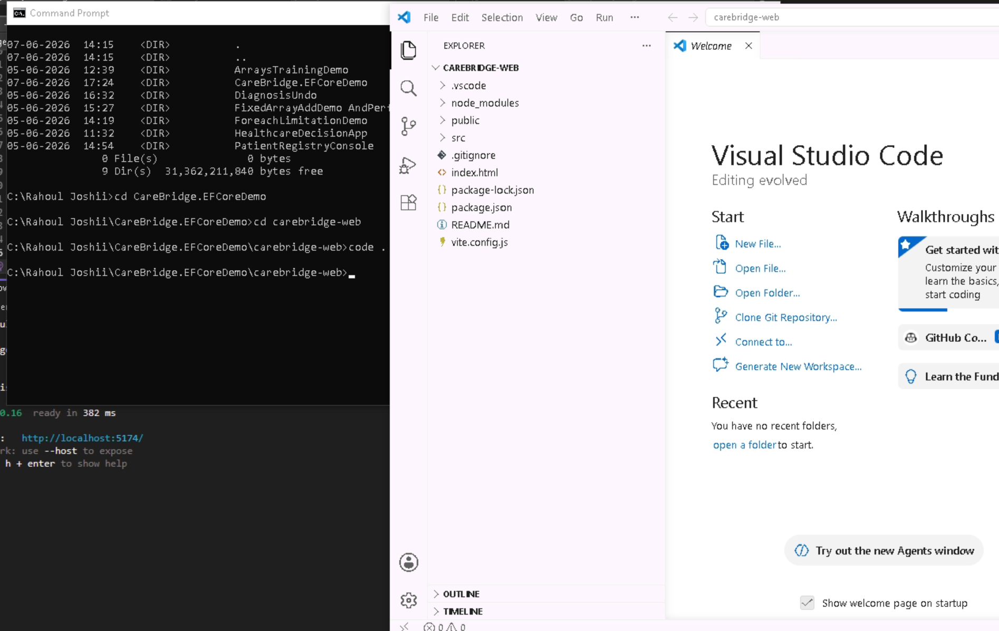 Command Prompt
07-06-2026 14:15 <DIR> .
07-06-2026 14:15 <DIR> ..
05-06-2026 12:39 <DIR> ArraysTrainingDemo
07-06-2026 17:24 <DIR> CareBridge.EFCoreDemo
05-06-2026 16:32 <DIR> DiagnosisUndo
05-06-2026 15:27 <DIR> FixedArrayAddDemo AndPerf
05-06-2026 14:19 <DIR> ForeachLimitationDemo
05-06-2026 11:32 <DIR> HealthcareDecisionApp
05-06-2026 14:54 <DIR> PatientRegistryConsole
0 File(s) 0 bytes
9 Dir(s) 31,362,211,840 bytes free
C:\Rahoul Joshii>cd CareBridge.EFCoreDemo
C:\Rahoul Joshii\CareBridge.EFCoreDemo>cd carebridge-web
C:\Rahoul Joshii\CareBridge.EFCoreDemo\carebridge-web>code .
C:\Rahoul Joshii\CareBridge.EFCoreDemo\carebridge-web>
0.16 ready in 382 ms
: http://localhost:5174/
rk: use --host to expose
h + enter to show help
File Edit Selection View Go Run ···
carebridge-web
EXPLORER ···
CAREBRIDGE-WEB
.vscode
node_modules
public
src
.gitignore
index.html
package-lock.json
package.json
README.md
vite.config.js
OUTLINE
TIMELINE
0 0
Welcome
Visual Studio Code
Editing evolved
Start
New File...
Open File...
Open Folder...
Clone Git Repository...
Connect to...
Generate New Workspace...
Recent
You have no recent folders,
open a folder to start.
Walkthroughs
Get started wit
Customize your
learn the basics,
start coding
GitHub Co...
Learn the Fund
Try out the new Agents window
Show welcome page on startup